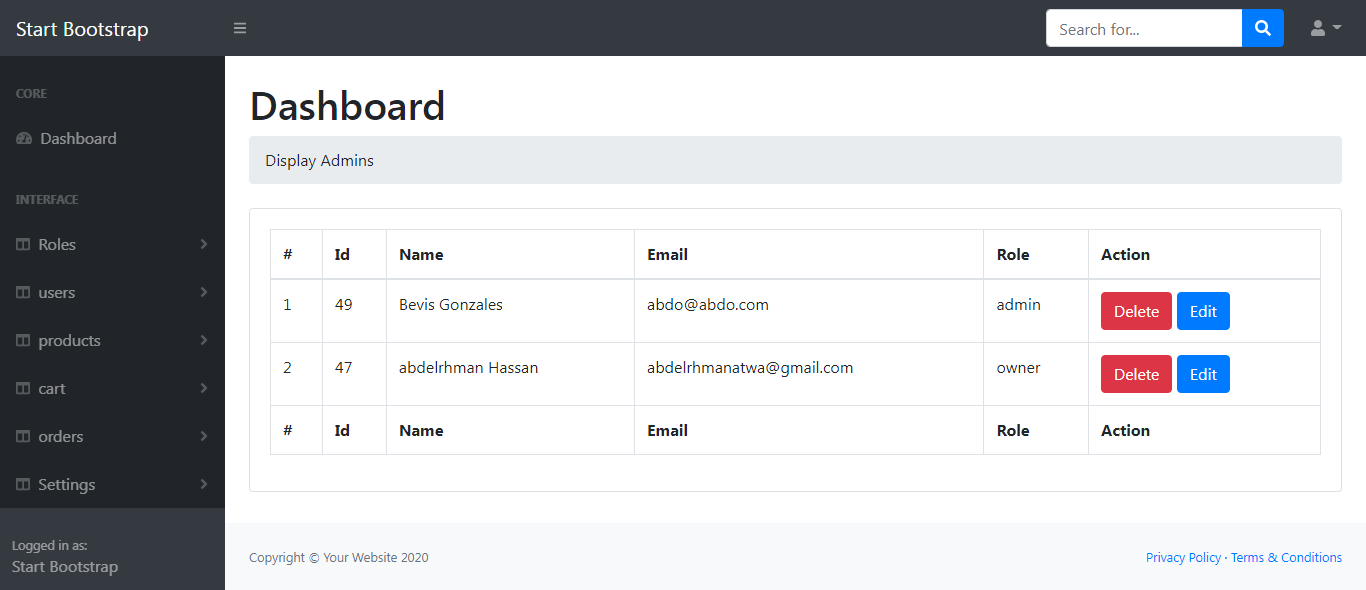 Start Bootstrap
Search for...
CORE
Dashboard
INTERFACE
Roles
users
products
cart
orders
Settings
Logged in as:
Start Bootstrap
Dashboard
Display Admins
# Id Name Email Role Action
1 49 Bevis Gonzales abdo@abdo.com admin Delete Edit
2 47 abdelrhman Hassan abdelrhmanatwa@gmail.com owner Delete Edit
# Id Name Email Role Action
Copyright © Your Website 2020
Privacy Policy · Terms & Conditions